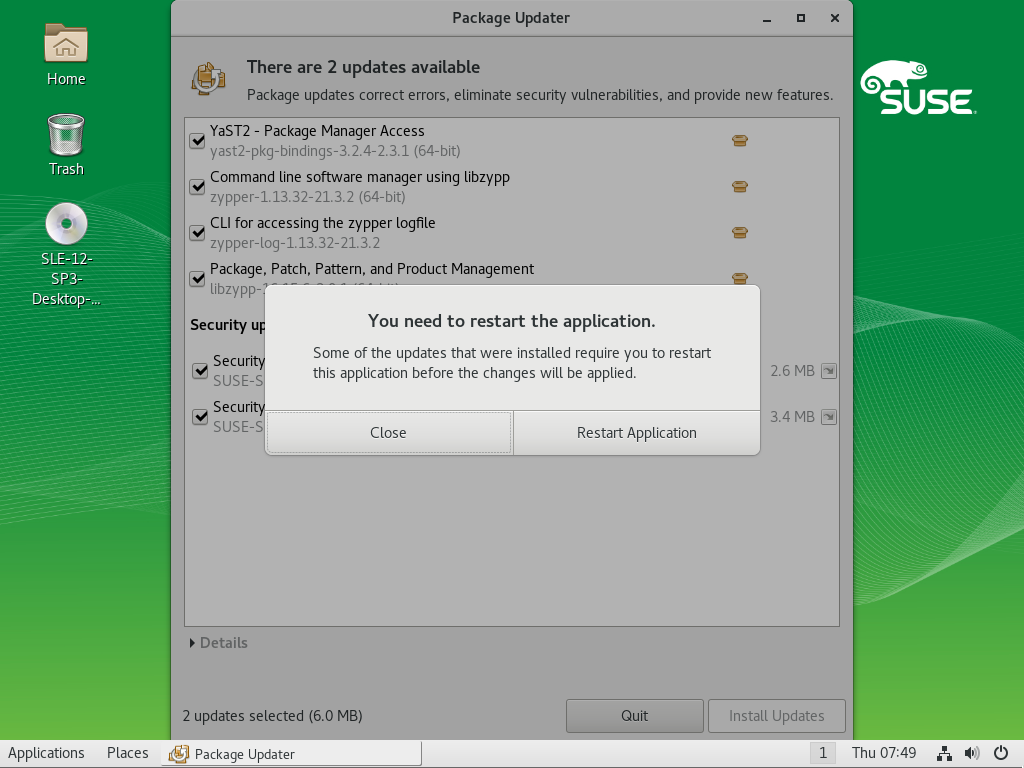 Package Updater
Home
Trash
SLE-12-
SP3-
Desktop-...
SUSE
There are 2 updates available
Package updates correct errors, eliminate security vulnerabilities, and provide new features.
YaST2 - Package Manager Access
yast2-pkg-bindings-3.2.4-2.3.1 (64-bit)
Command line software manager using libzypp
zypper-1.13.32-21.3.2 (64-bit)
CLI for accessing the zypper logfile
zypper-log-1.13.32-21.3.2
Package, Patch, Pattern, and Product Management
Security up
Security
SUSE-S
2.6 MB
Security
SUSE-S
3.4 MB
You need to restart the application.
Some of the updates that were installed require you to restart
this application before the changes will be applied.
Close
Restart Application
Details
2 updates selected (6.0 MB)
Quit
Install Updates
Applications
Places
Package Updater
1
Thu 07:49